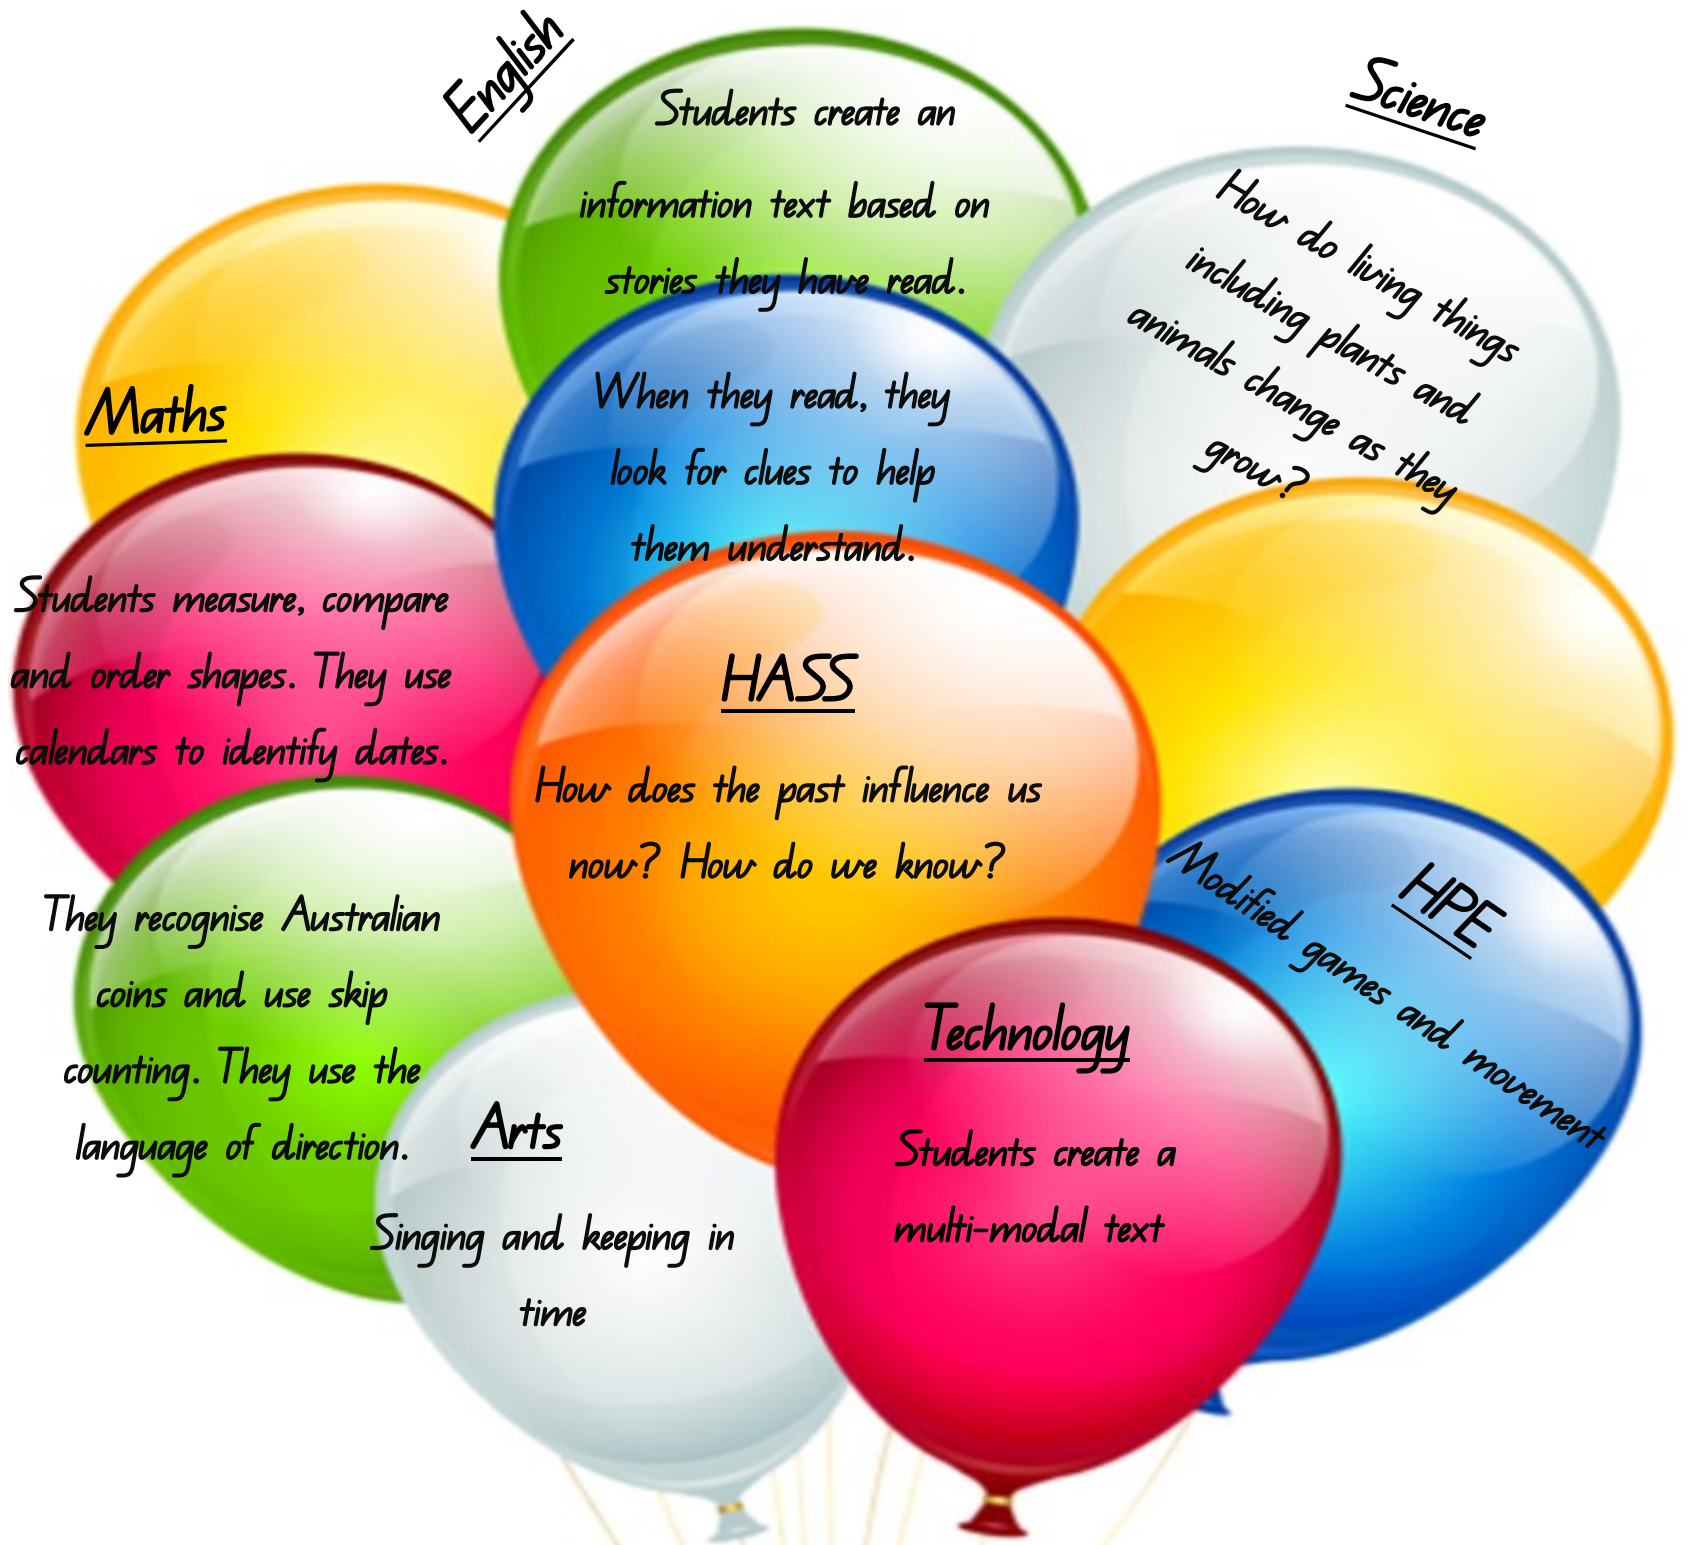 English
Students create an
information text based on
stories they have read.
When they read, they
look for clues to help
them understand.
Science
How do living things
including plants and
animals change as they
grow?
Maths
Students measure, compare
and order shapes. They use
calendars to identify dates.
They recognise Australian
coins and use skip
counting. They use the
language of direction.
HASS
How does the past influence us
now? How do we know?
HPE
Modified games and movement
Arts
Singing and keeping in
time
Technology
Students create a
multi-modal text